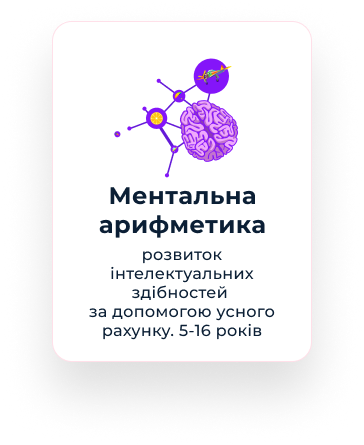 Ментальна
арифметика
розвиток
інтелектуальних
здібностей
за допомогою усного
рахунку. 5-16 років